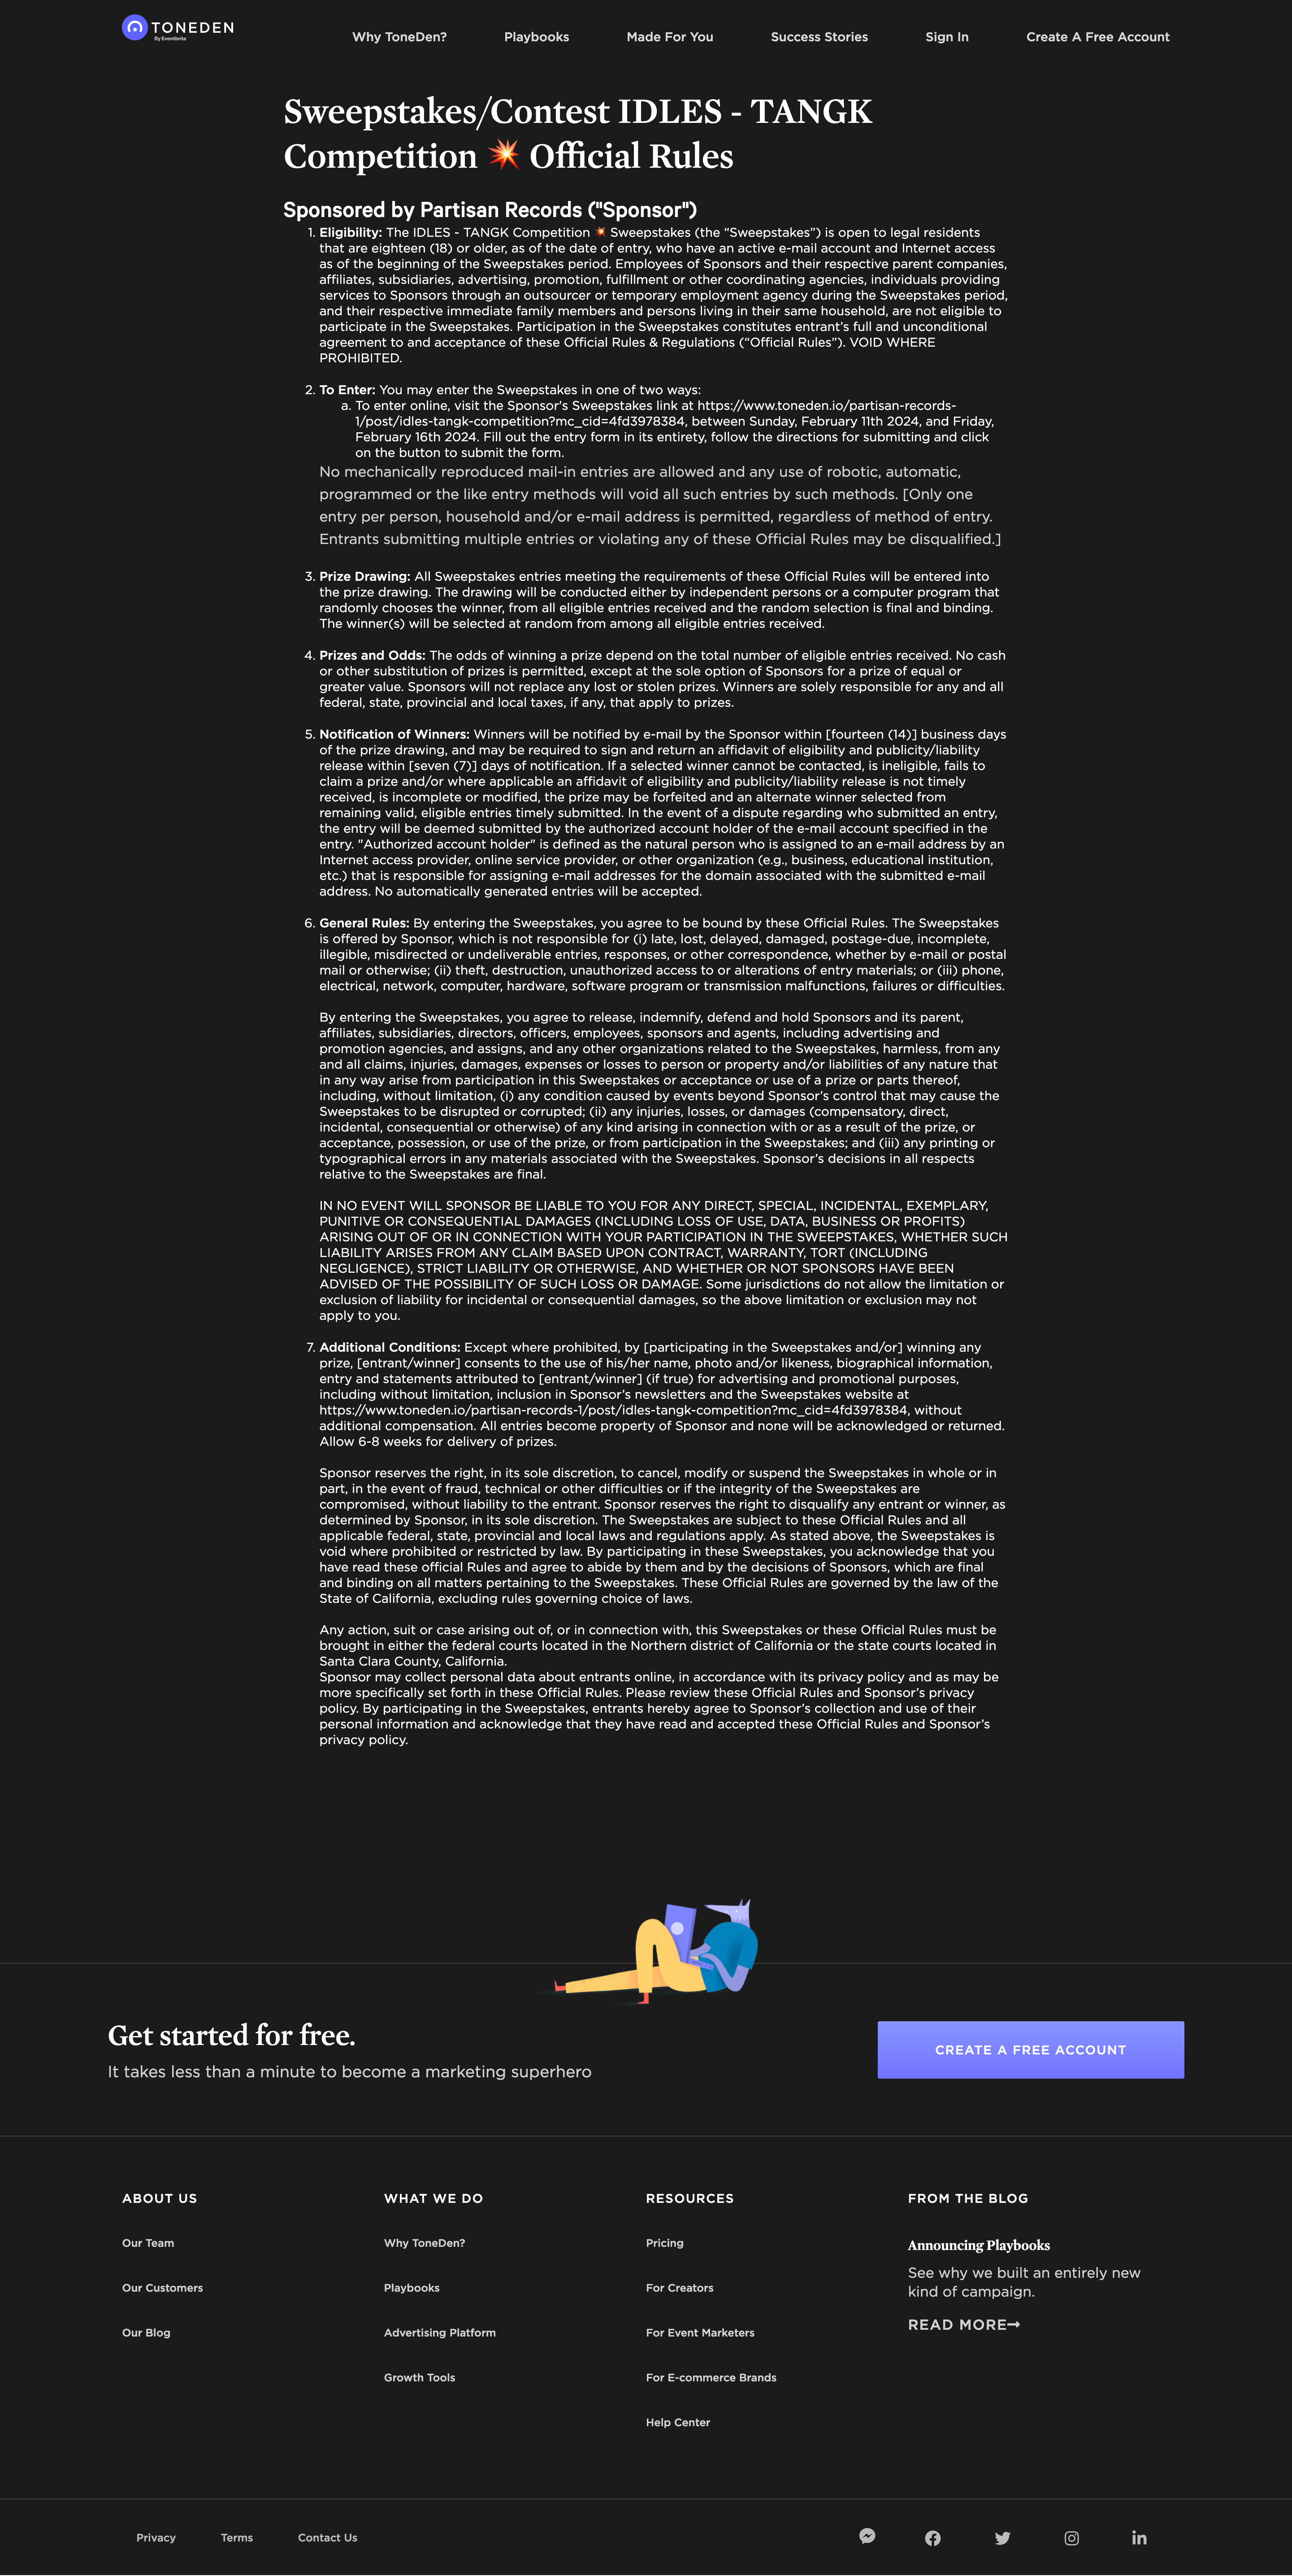 TONEDEN
By Eventbrite
Why ToneDen?
Playbooks
Made For You
Success Stories
Sign In
Create A Free Account
Sweepstakes/Contest IDLES - TANGK
Competition 💥 Official Rules
Sponsored by Partisan Records ("Sponsor")
1. Eligibility: The IDLES - TANGK Competition 💥 Sweepstakes (the “Sweepstakes”) is open to legal residents
that are eighteen (18) or older, as of the date of entry, who have an active e-mail account and Internet access
as of the beginning of the Sweepstakes period. Employees of Sponsors and their respective parent companies,
affiliates, subsidiaries, advertising, promotion, fulfillment or other coordinating agencies, individuals providing
services to Sponsors through an outsourcer or temporary employment agency during the Sweepstakes period,
and their respective immediate family members and persons living in their same household, are not eligible to
participate in the Sweepstakes. Participation in the Sweepstakes constitutes entrant’s full and unconditional
agreement to and acceptance of these Official Rules & Regulations (“Official Rules”). VOID WHERE
PROHIBITED.
2. To Enter: You may enter the Sweepstakes in one of two ways:
a. To enter online, visit the Sponsor's Sweepstakes link at https://www.toneden.io/partisan-records-
1/post/idles-tangk-competition?mc_cid=4fd3978384, between Sunday, February 11th 2024, and Friday,
February 16th 2024. Fill out the entry form in its entirety, follow the directions for submitting and click
on the button to submit the form.
No mechanically reproduced mail-in entries are allowed and any use of robotic, automatic,
programmed or the like entry methods will void all such entries by such methods. [Only one
entry per person, household and/or e-mail address is permitted, regardless of method of entry.
Entrants submitting multiple entries or violating any of these Official Rules may be disqualified.]
3. Prize Drawing: All Sweepstakes entries meeting the requirements of these Official Rules will be entered into
the prize drawing. The drawing will be conducted either by independent persons or a computer program that
randomly chooses the winner, from all eligible entries received and the random selection is final and binding.
The winner(s) will be selected at random from among all eligible entries received.
4. Prizes and Odds: The odds of winning a prize depend on the total number of eligible entries received. No cash
or other substitution of prizes is permitted, except at the sole option of Sponsors for a prize of equal or
greater value. Sponsors will not replace any lost or stolen prizes. Winners are solely responsible for any and all
federal, state, provincial and local taxes, if any, that apply to prizes.
5. Notification of Winners: Winners will be notified by e-mail by the Sponsor within [fourteen (14)] business days
of the prize drawing, and may be required to sign and return an affidavit of eligibility and publicity/liability
release within [seven (7)] days of notification. If a selected winner cannot be contacted, is ineligible, fails to
claim a prize and/or where applicable an affidavit of eligibility and publicity/liability release is not timely
received, is incomplete or modified, the prize may be forfeited and an alternate winner selected from
remaining valid, eligible entries timely submitted. In the event of a dispute regarding who submitted an entry,
the entry will be deemed submitted by the authorized account holder of the e-mail account specified in the
entry. "Authorized account holder" is defined as the natural person who is assigned to an e-mail address by an
Internet access provider, online service provider, or other organization (e.g., business, educational institution,
etc.) that is responsible for assigning e-mail addresses for the domain associated with the submitted e-mail
address. No automatically generated entries will be accepted.
6. General Rules: By entering the Sweepstakes, you agree to be bound by these Official Rules. The Sweepstakes
is offered by Sponsor, which is not responsible for (i) late, lost, delayed, damaged, postage-due, incomplete,
illegible, misdirected or undeliverable entries, responses, or other correspondence, whether by e-mail or postal
mail or otherwise; (ii) theft, destruction, unauthorized access to or alterations of entry materials; or (iii) phone,
electrical, network, computer, hardware, software program or transmission malfunctions, failures or difficulties.
By entering the Sweepstakes, you agree to release, indemnify, defend and hold Sponsors and its parent,
affiliates, subsidiaries, directors, officers, employees, sponsors and agents, including advertising and
promotion agencies, and assigns, and any other organizations related to the Sweepstakes, harmless, from any
and all claims, injuries, damages, expenses or losses to person or property and/or liabilities of any nature that
in any way arise from participation in this Sweepstakes or acceptance or use of a prize or parts thereof,
including, without limitation, (i) any condition caused by events beyond Sponsor’s control that may cause the
Sweepstakes to be disrupted or corrupted; (ii) any injuries, losses, or damages (compensatory, direct,
incidental, consequential or otherwise) of any kind arising in connection with or as a result of the prize, or
acceptance, possession, or use of the prize, or from participation in the Sweepstakes; and (iii) any printing or
typographical errors in any materials associated with the Sweepstakes. Sponsor’s decisions in all respects
relative to the Sweepstakes are final.
IN NO EVENT WILL SPONSOR BE LIABLE TO YOU FOR ANY DIRECT, SPECIAL, INCIDENTAL, EXEMPLARY,
PUNITIVE OR CONSEQUENTIAL DAMAGES (INCLUDING LOSS OF USE, DATA, BUSINESS OR PROFITS)
ARISING OUT OF OR IN CONNECTION WITH YOUR PARTICIPATION IN THE SWEEPSTAKES, WHETHER SUCH
LIABILITY ARISES FROM ANY CLAIM BASED UPON CONTRACT, WARRANTY, TORT (INCLUDING
NEGLIGENCE), STRICT LIABILITY OR OTHERWISE, AND WHETHER OR NOT SPONSORS HAVE BEEN
ADVISED OF THE POSSIBILITY OF SUCH LOSS OR DAMAGE. Some jurisdictions do not allow the limitation or
exclusion of liability for incidental or consequential damages, so the above limitation or exclusion may not
apply to you.
7. Additional Conditions: Except where prohibited, by [participating in the Sweepstakes and/or] winning any
prize, [entrant/winner] consents to the use of his/her name, photo and/or likeness, biographical information,
entry and statements attributed to [entrant/winner] (if true) for advertising and promotional purposes,
including without limitation, inclusion in Sponsor’s newsletters and the Sweepstakes website at
https://www.toneden.io/partisan-records-1/post/idles-tangk-competition?mc_cid=4fd3978384, without
additional compensation. All entries become property of Sponsor and none will be acknowledged or returned.
Allow 6-8 weeks for delivery of prizes.
Sponsor reserves the right, in its sole discretion, to cancel, modify or suspend the Sweepstakes in whole or in
part, in the event of fraud, technical or other difficulties or if the integrity of the Sweepstakes are
compromised, without liability to the entrant. Sponsor reserves the right to disqualify any entrant or winner, as
determined by Sponsor, in its sole discretion. The Sweepstakes are subject to these Official Rules and all
applicable federal, state, provincial and local laws and regulations apply. As stated above, the Sweepstakes is
void where prohibited or restricted by law. By participating in these Sweepstakes, you acknowledge that you
have read these official Rules and agree to abide by them and by the decisions of Sponsors, which are final
and binding on all matters pertaining to the Sweepstakes. These Official Rules are governed by the law of the
State of California, excluding rules governing choice of laws.
Any action, suit or case arising out of, or in connection with, this Sweepstakes or these Official Rules must be
brought in either the federal courts located in the Northern district of California or the state courts located in
Santa Clara County, California.
Sponsor may collect personal data about entrants online, in accordance with its privacy policy and as may be
more specifically set forth in these Official Rules. Please review these Official Rules and Sponsor’s privacy
policy. By participating in the Sweepstakes, entrants hereby agree to Sponsor’s collection and use of their
personal information and acknowledge that they have read and accepted these Official Rules and Sponsor’s
privacy policy.
Get started for free.
It takes less than a minute to become a marketing superhero
CREATE A FREE ACCOUNT
ABOUT US
Our Team
Our Customers
Our Blog
WHAT WE DO
Why ToneDen?
Playbooks
Advertising Platform
Growth Tools
RESOURCES
Pricing
For Creators
For Event Marketers
For E-commerce Brands
Help Center
FROM THE BLOG
Announcing Playbooks
See why we built an entirely new
kind of campaign.
READ MORE→
Privacy
Terms
Contact Us